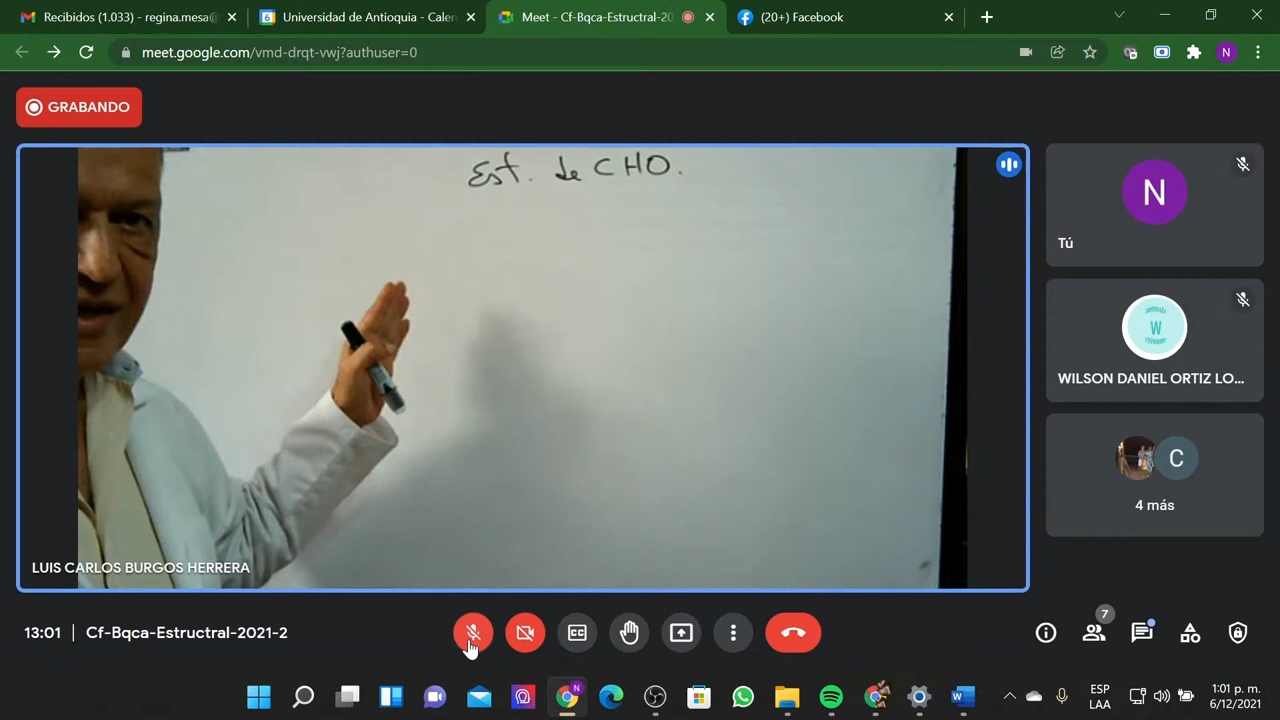 Recibidos (1.033) - regina.mesa@
Universidad de Antioquia - Calen
Meet - Cf-Bqca-Estructral-20
(20+) Facebook
meet.google.com/vmd-drqt-vwj?authuser=0
N
GRABANDO
Est. de CHO.
N
Tú
W
WILSON DANIEL ORTIZ LO...
C
4 más
LUIS CARLOS BURGOS HERRERA
13:01 | Cf-Bqca-Estructral-2021-2
CC
7
ESP
LAA
1:01 p. m.
6/12/2021